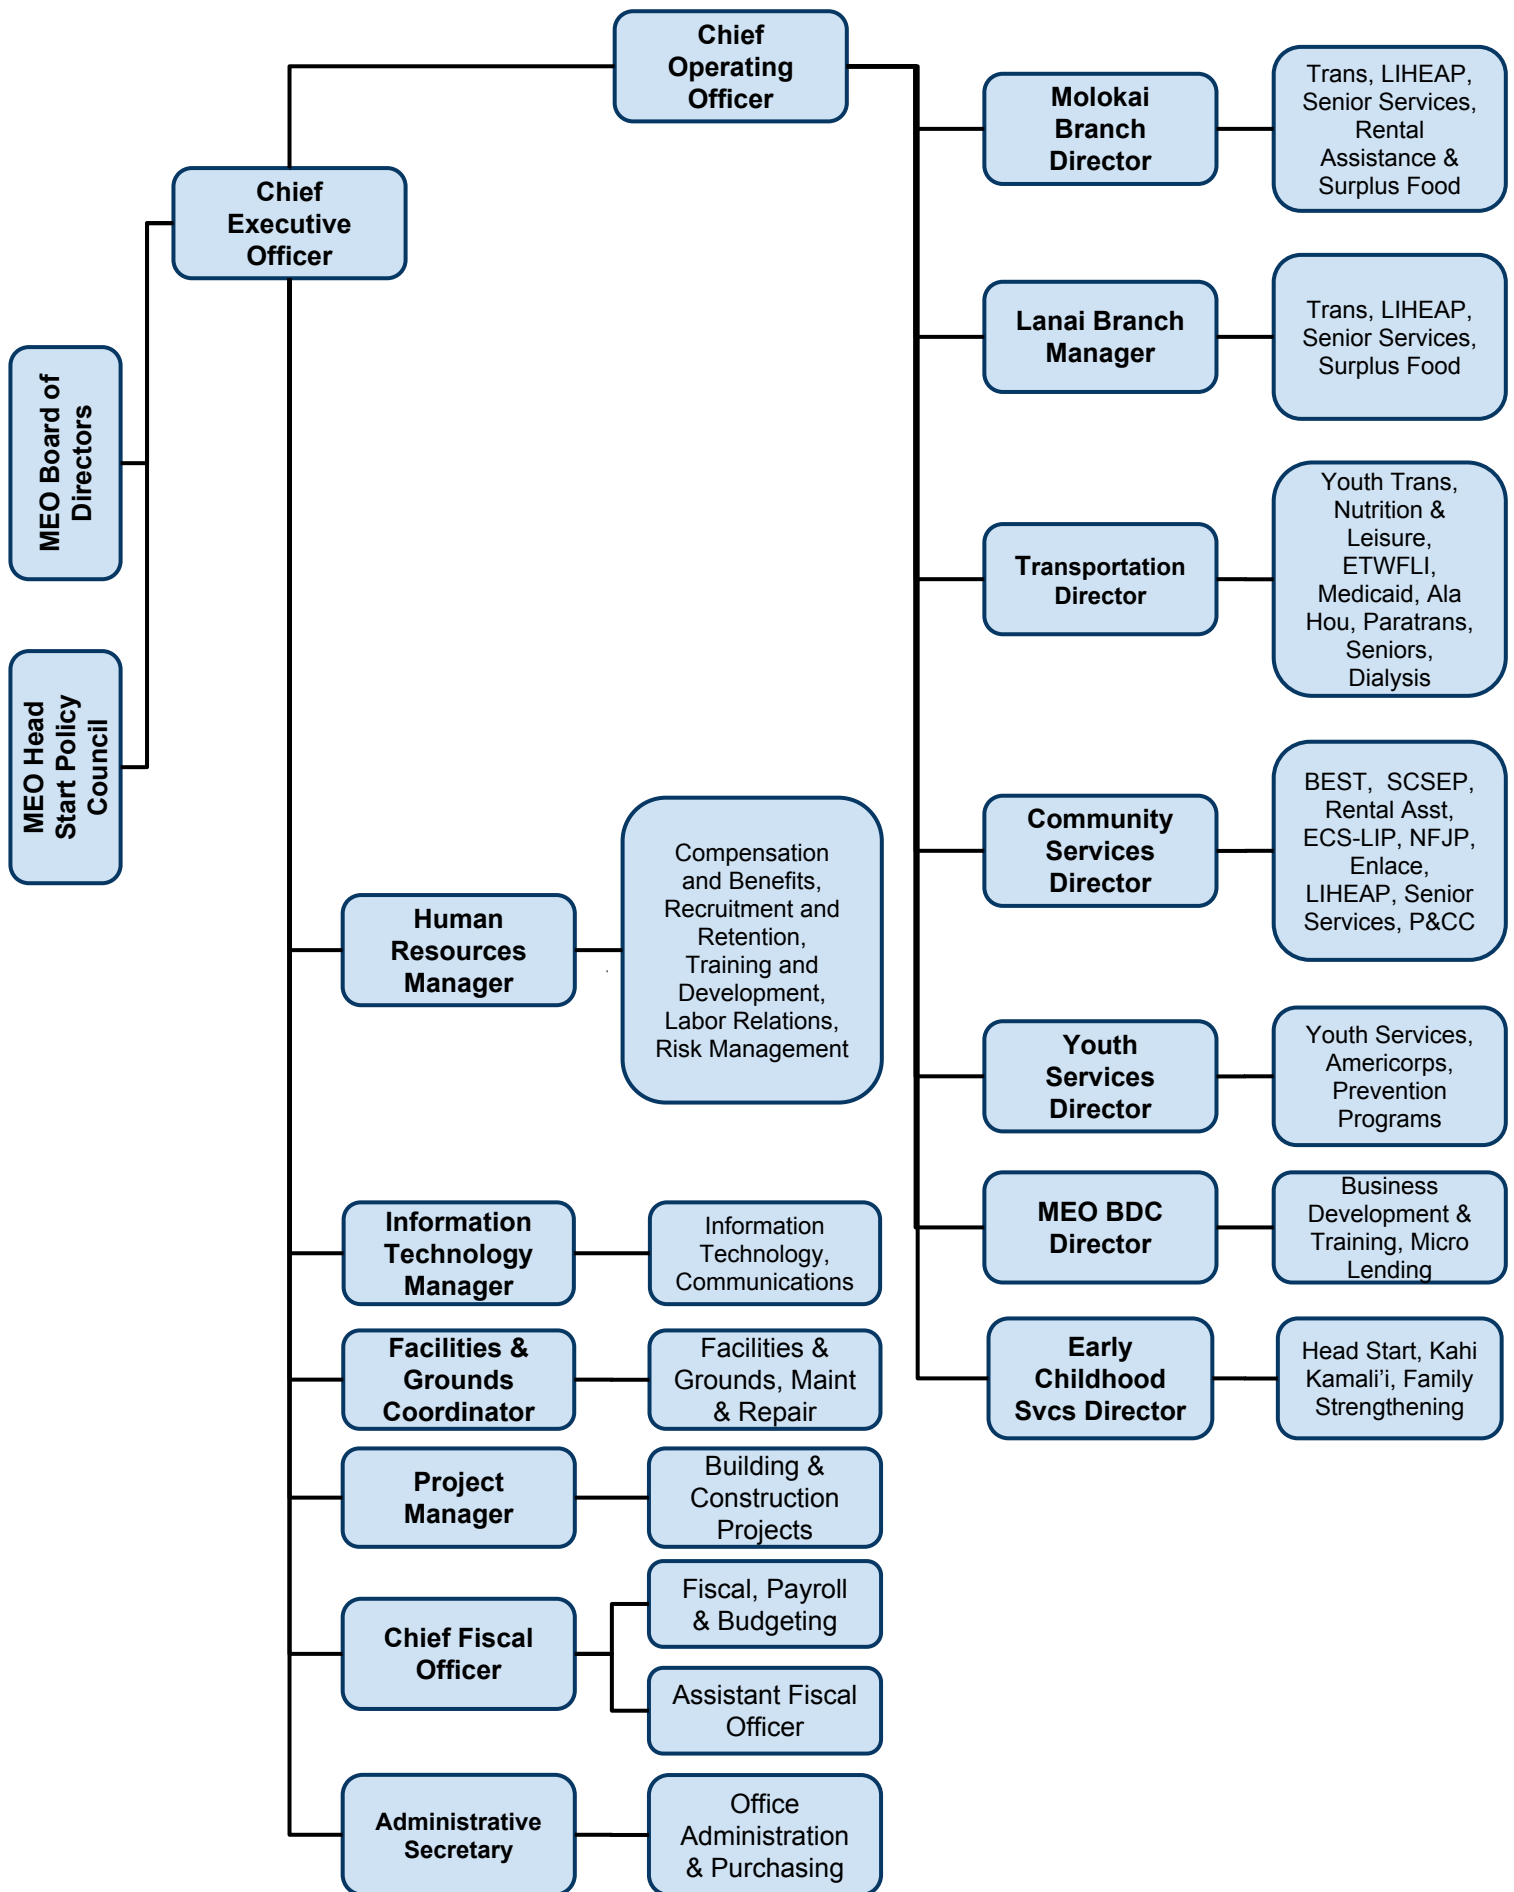 Chief
Operating
Officer
Chief
Executive
Officer
MEO Board of
Directors
MEO Head
Start Policy
Council
Human
Resources
Manager
Compensation
and Benefits,
Recruitment and
Retention,
Training and
Development,
Labor Relations,
Risk Management
Information
Technology
Manager
Information
Technology,
Communications
Facilities &
Grounds
Coordinator
Facilities &
Grounds, Maint
& Repair
Project
Manager
Building &
Construction
Projects
Chief Fiscal
Officer
Fiscal, Payroll
& Budgeting
Assistant Fiscal
Officer
Administrative
Secretary
Office
Administration
& Purchasing
Molokai
Branch
Director
Trans, LIHEAP,
Senior Services,
Rental
Assistance &
Surplus Food
Lanai Branch
Manager
Trans, LIHEAP,
Senior Services,
Surplus Food
Transportation
Director
Youth Trans,
Nutrition &
Leisure,
ETWFLI,
Medicaid, Ala
Hou, Paratrans,
Seniors,
Dialysis
Community
Services
Director
BEST, SCSEP,
Rental Asst,
ECS-LIP, NFJP,
Enlace,
LIHEAP, Senior
Services, P&CC
Youth
Services
Director
Youth Services,
Americorps,
Prevention
Programs
MEO BDC
Director
Business
Development &
Training, Micro
Lending
Early
Childhood
Svcs Director
Head Start, Kahi
Kamali’i, Family
Strengthening